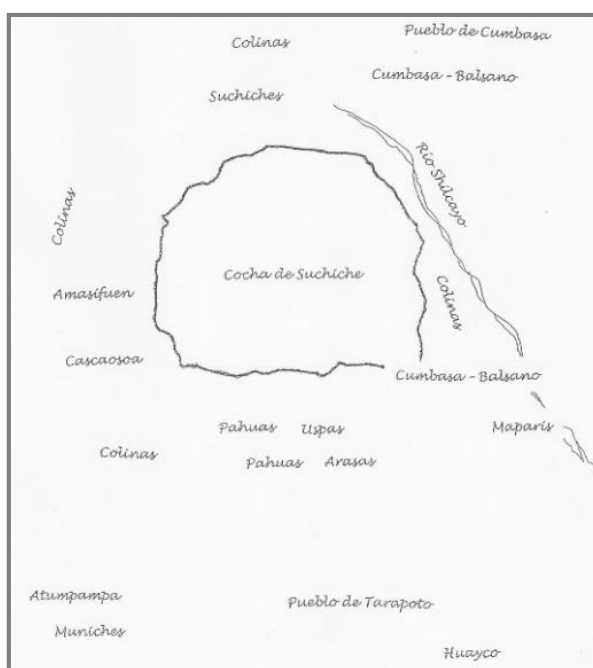 Pueblo de Cumbasa
Colinas
Cumbasa - Balsano
Suchiches
Río Shilcayo
Colinas
Cocha de Suchiche
Colinas
Amasifuen
Cascaosoa
Cumbasa - Balsano
Pahuas Uspas
Maparis
Colinas
Pahuas Arasas
Atumpampa
Pueblo de Tarapoto
Muniches
Huayco